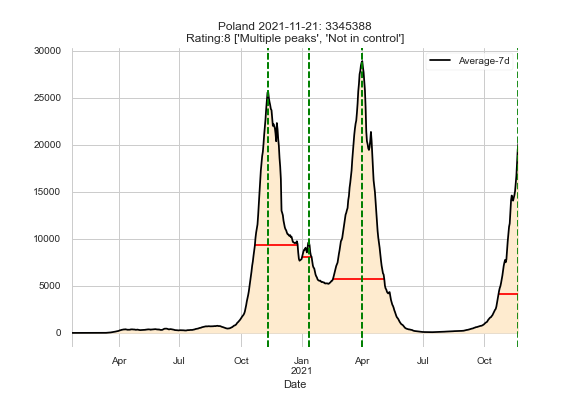 Poland 2021-11-21: 3345388
Rating:8 ['Multiple peaks', 'Not in control']
Average-7d
30000
25000
20000
15000
10000
5000
0
Apr Jul Oct Jan Apr Jul Oct
2021
Date